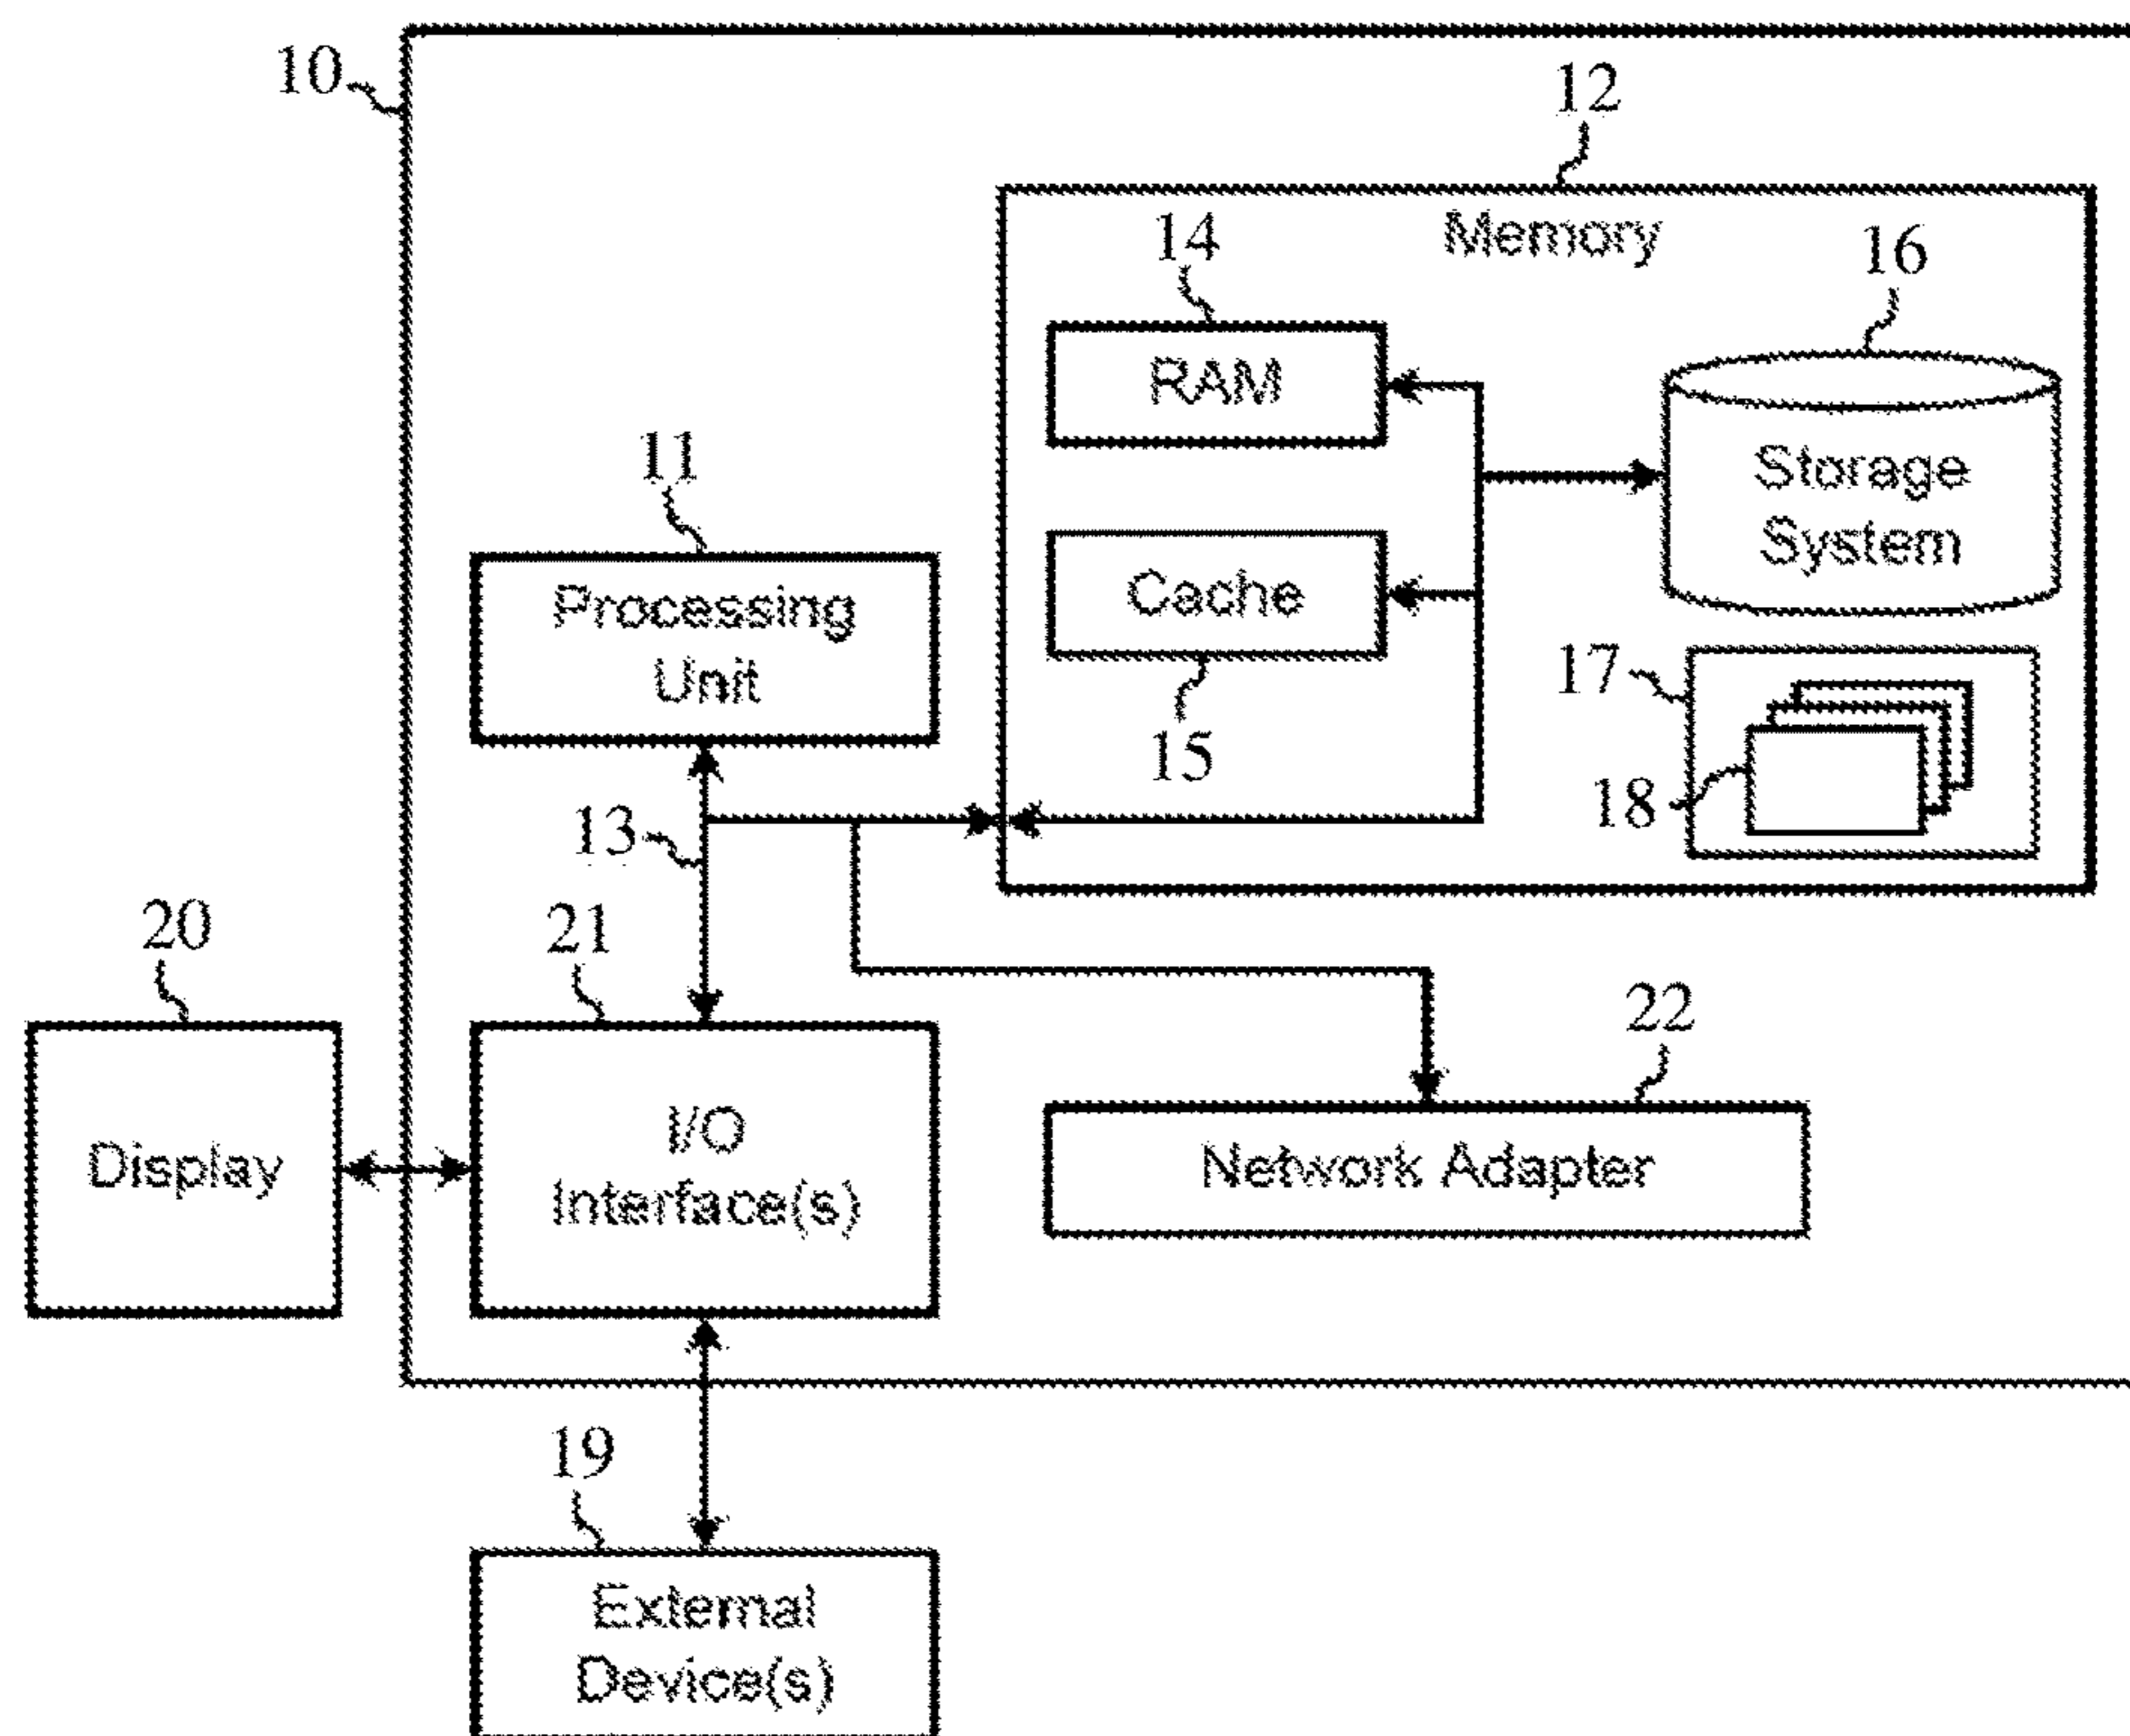 10
12
Memory
14
16
RAM
Storage
System
11
Processing
Unit
Cache
15
17
18
13
20
21
22
Display
I/O
Interface(s)
Network Adapter
19
External
Device(s)